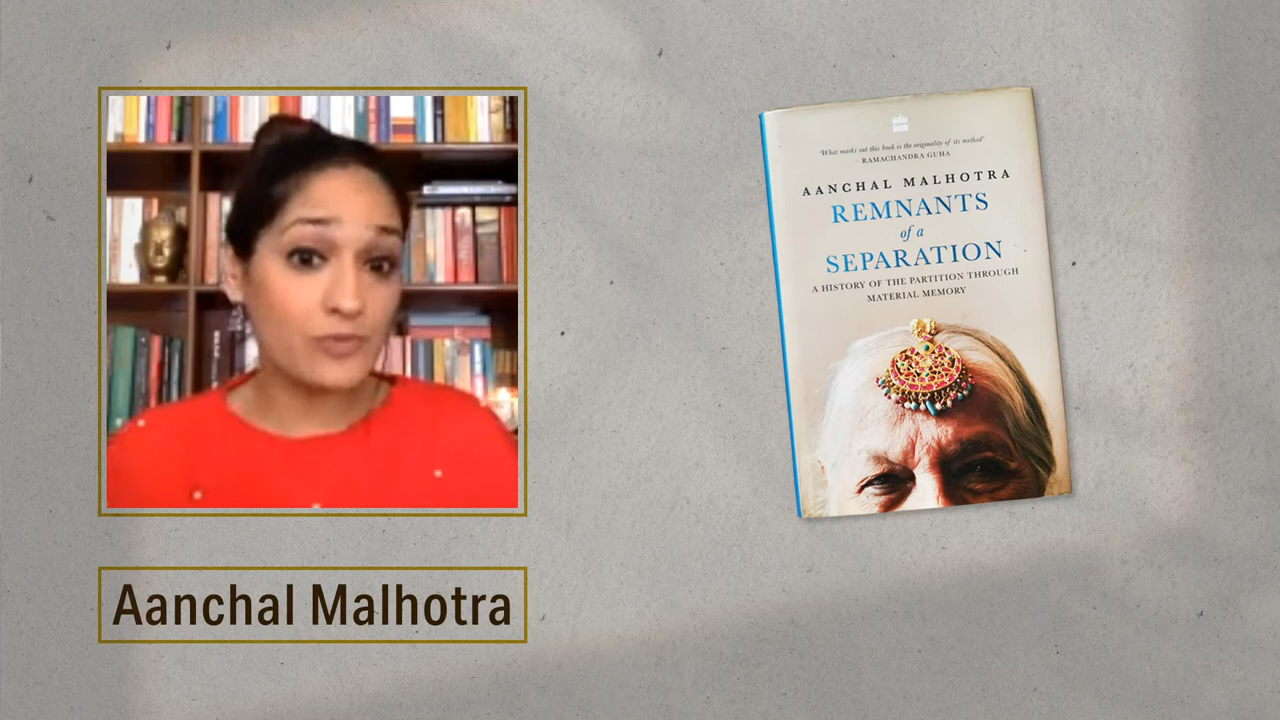 Aanchal Malhotra
'What marks out this book is the originality of its method'
– RAMACHANDRA GUHA
AANCHAL MALHOTRA
REMNANTS
of a
SEPARATION
A HISTORY OF THE PARTITION THROUGH
MATERIAL MEMORY